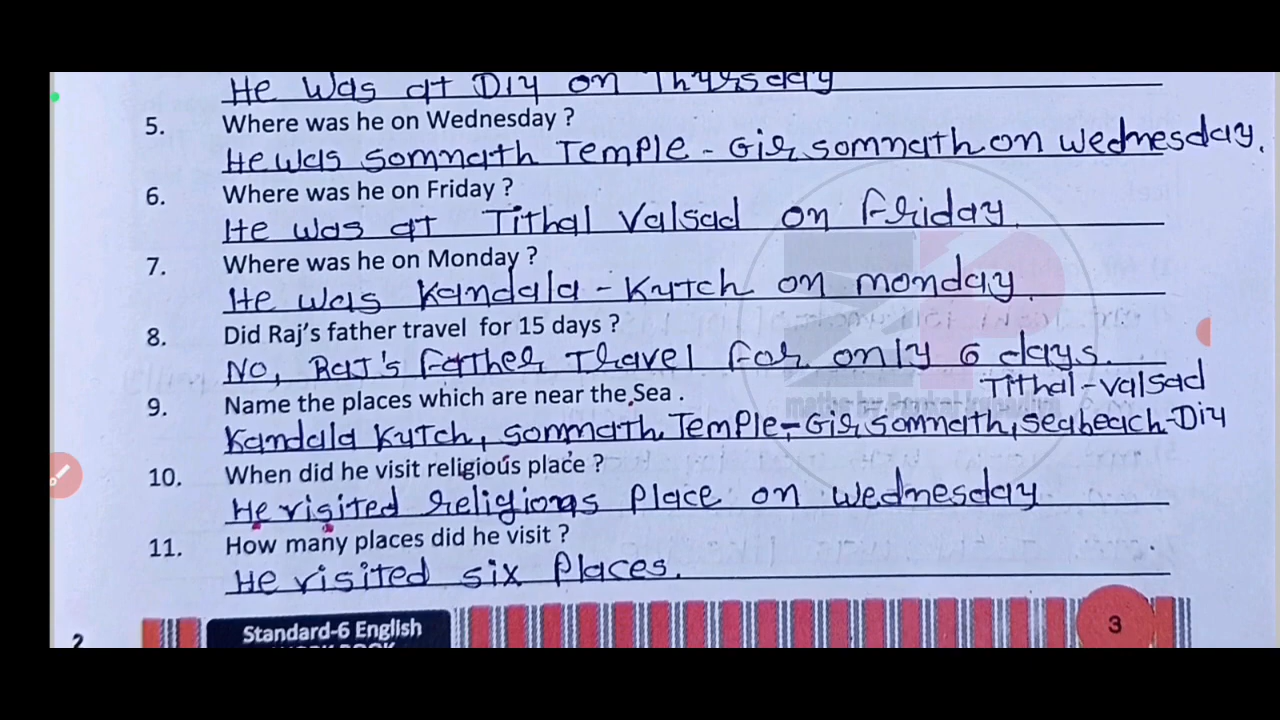 He was at Diu on Thursday
5. Where was he on Wednesday ?
He was somnath Temple - Gir somnath on wednesday.
6. Where was he on Friday ?
He was at Tithal Valsad on Friday.
7. Where was he on Monday ?
He was Kandala - Kutch on monday.
8. Did Raj's father travel for 15 days ?
No, Raj's Father Travel For only 6 days.
Tithal - valsad
9. Name the places which are near the Sea .
Kandala Kutch, somnath Temple - Gir somnath, seabeach - Diu
10. When did he visit religious place ?
He visited religious place on wednesday
11. How many places did he visit ?
He visited six Places.
Standard-6 English
3
2